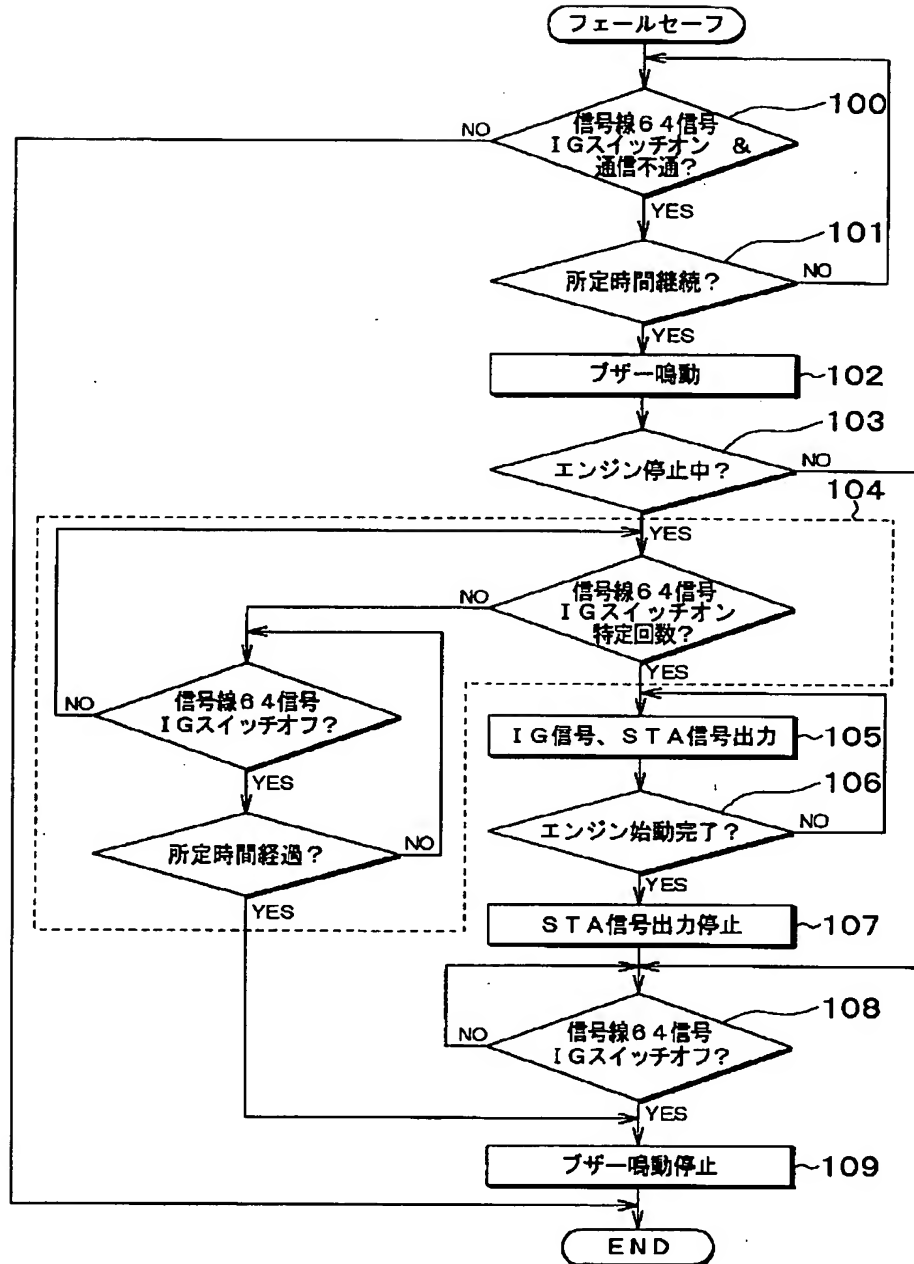 フェールセーフ
100
信号線64信号
IGスイッチオン &
通信不通?
NO
YES
101
所定時間継続?
NO
YES
ブザー鳴動
102
103
エンジン停止中?
NO
104
YES
信号線64信号
IGスイッチオン
特定回数?
NO
YES
信号線64信号
IGスイッチオフ?
NO
YES
IG信号、STA信号出力
105
106
エンジン始動完了?
NO
YES
所定時間経過?
NO
YES
STA信号出力停止
107
108
信号線64信号
IGスイッチオフ?
NO
YES
ブザー鳴動停止
109
END